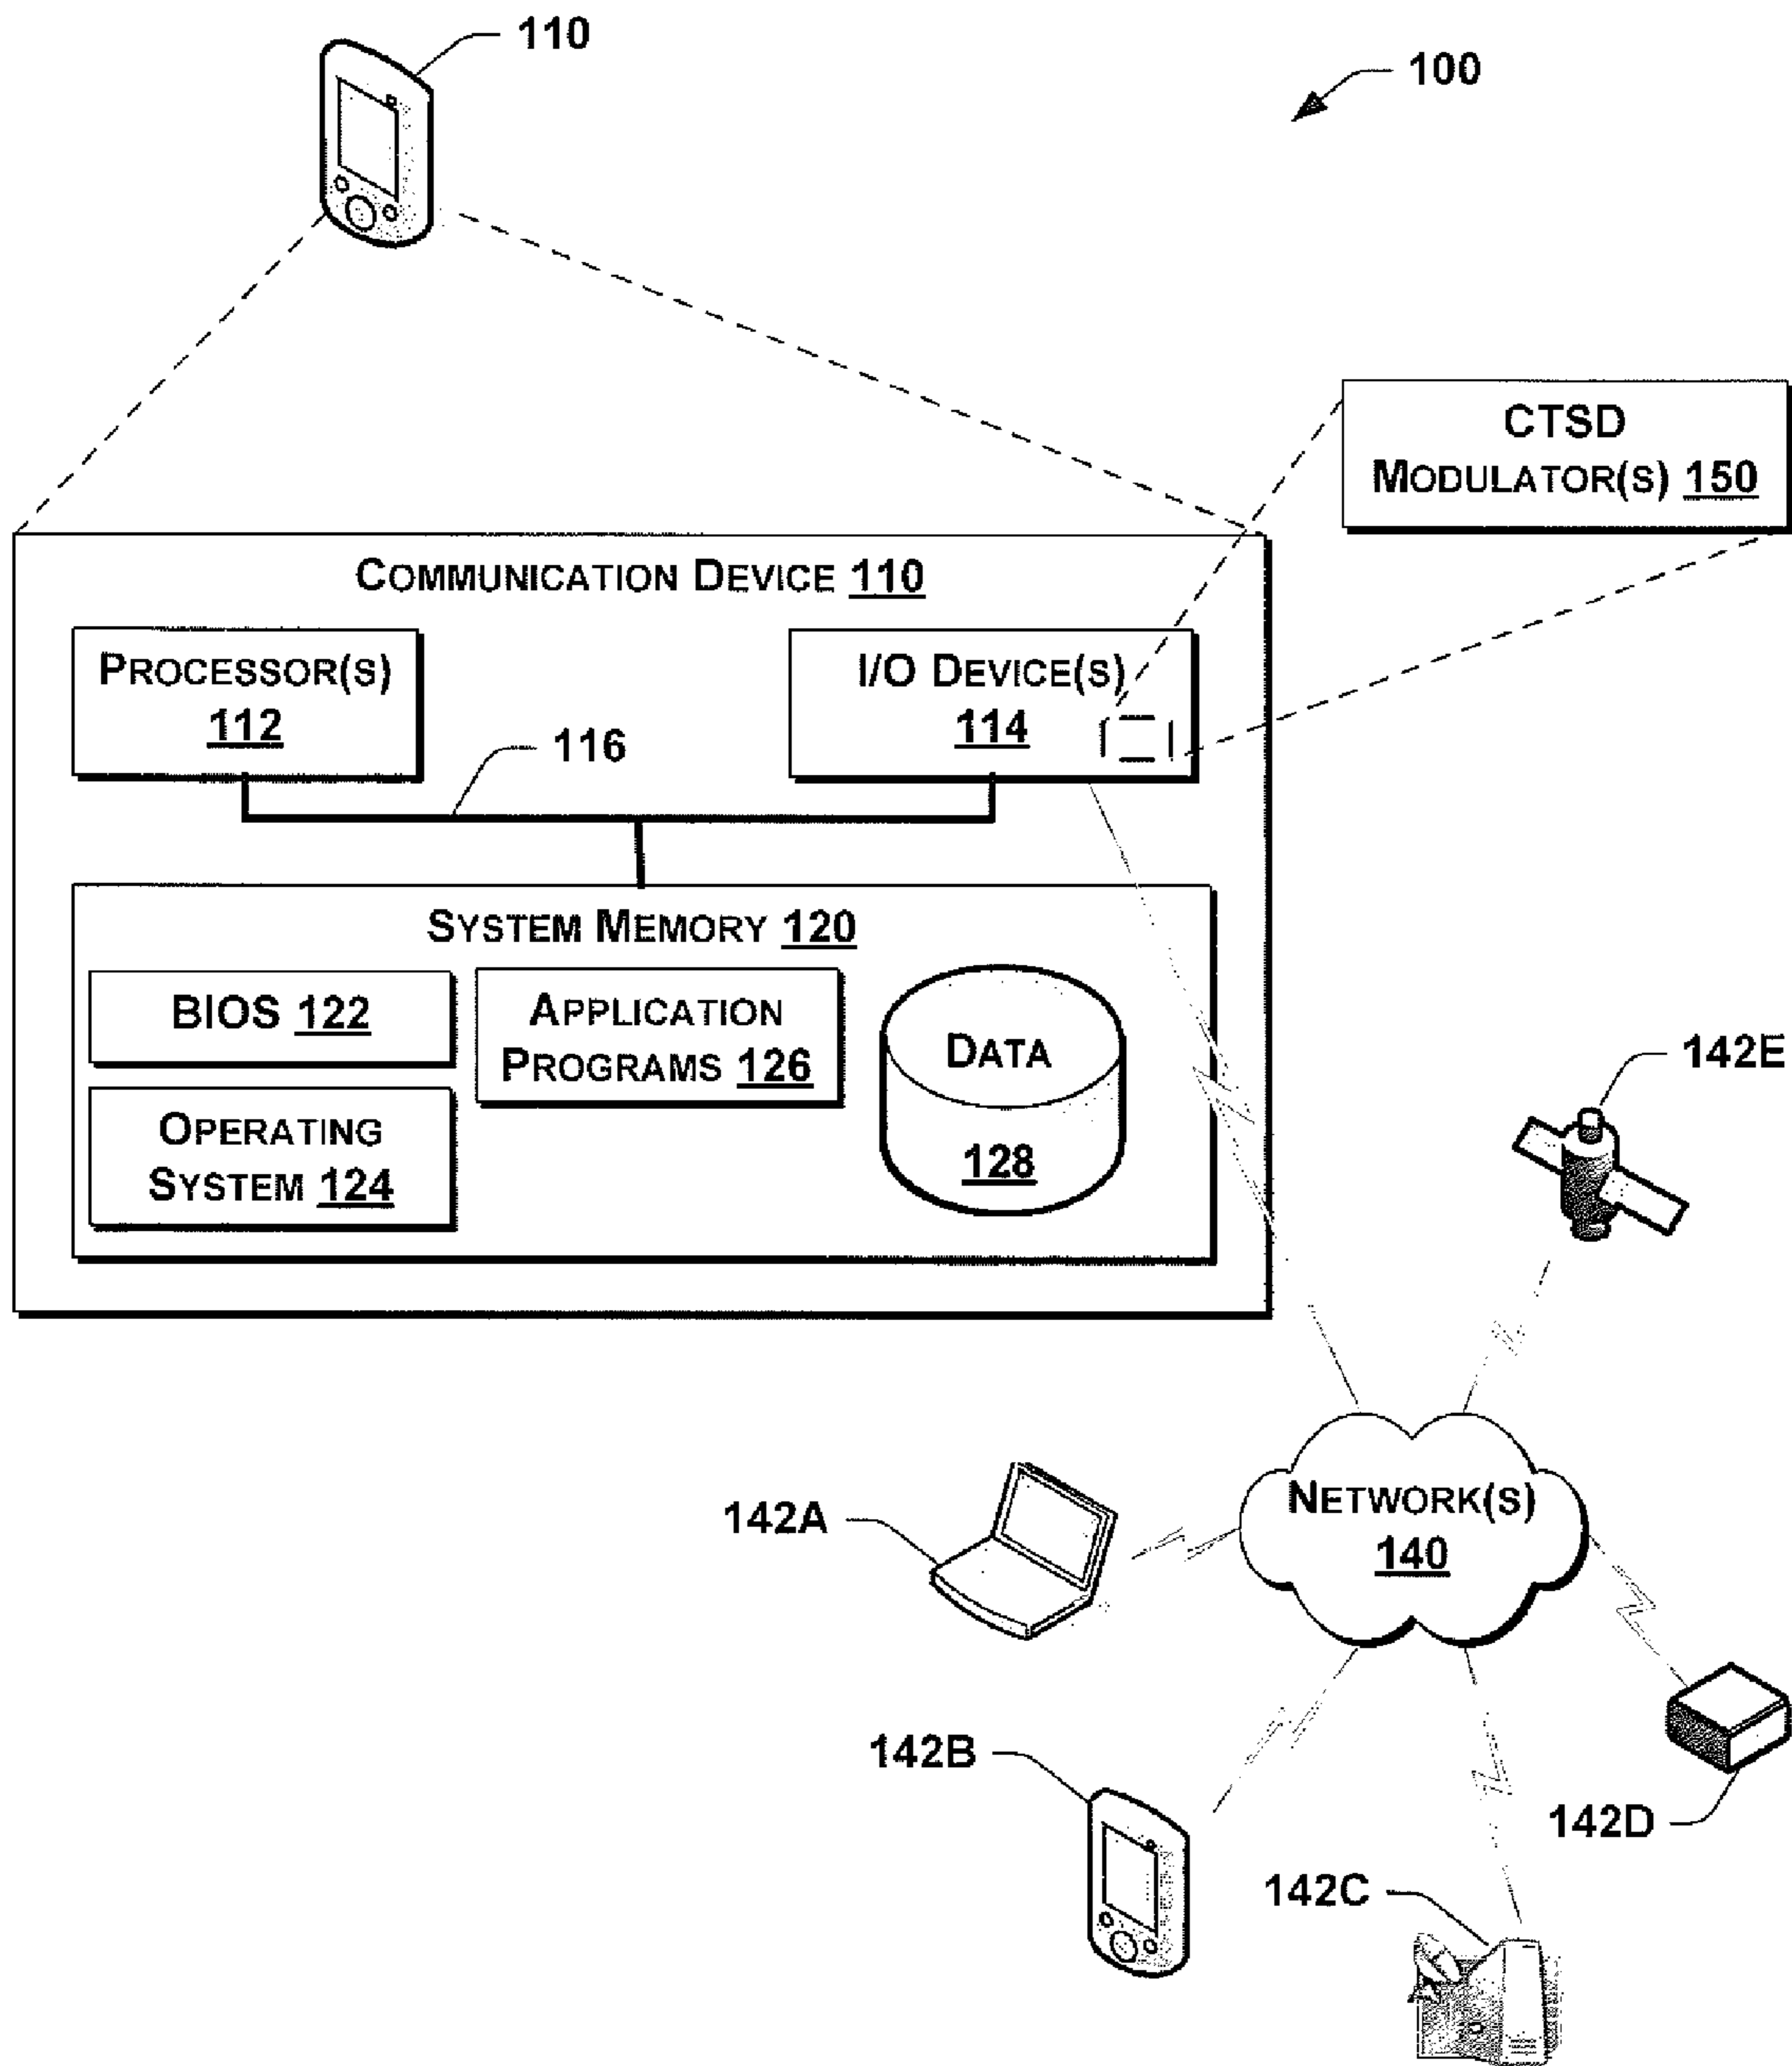 110
100
CTSD
MODULATOR(S) 150
COMMUNICATION DEVICE 110
PROCESSOR(S)
112
I/O DEVICE(S)
114
116
SYSTEM MEMORY 120
BIOS 122
APPLICATION
PROGRAMS 126
OPERATING
SYSTEM 124
DATA
128
142E
NETWORK(S)
140
142A
142B
142D
142C